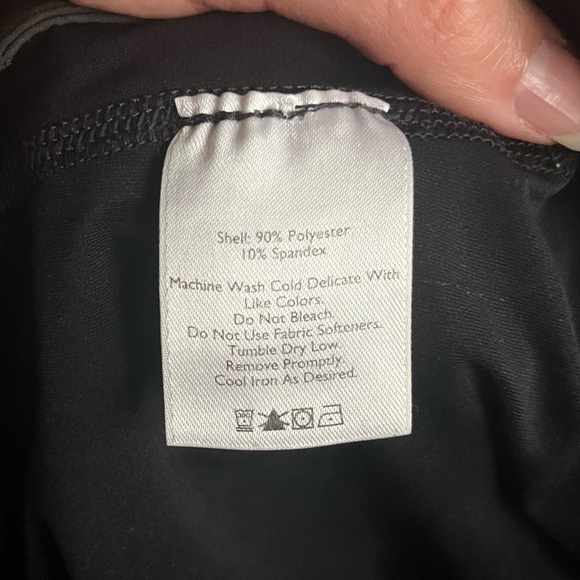 Shell: 90% Polyester
10% Spandex
Machine Wash Cold Delicate With
Like Colors.
Do Not Bleach.
Do Not Use Fabric Softeners.
Tumble Dry Low.
Remove Promptly.
Cool Iron As Desired.